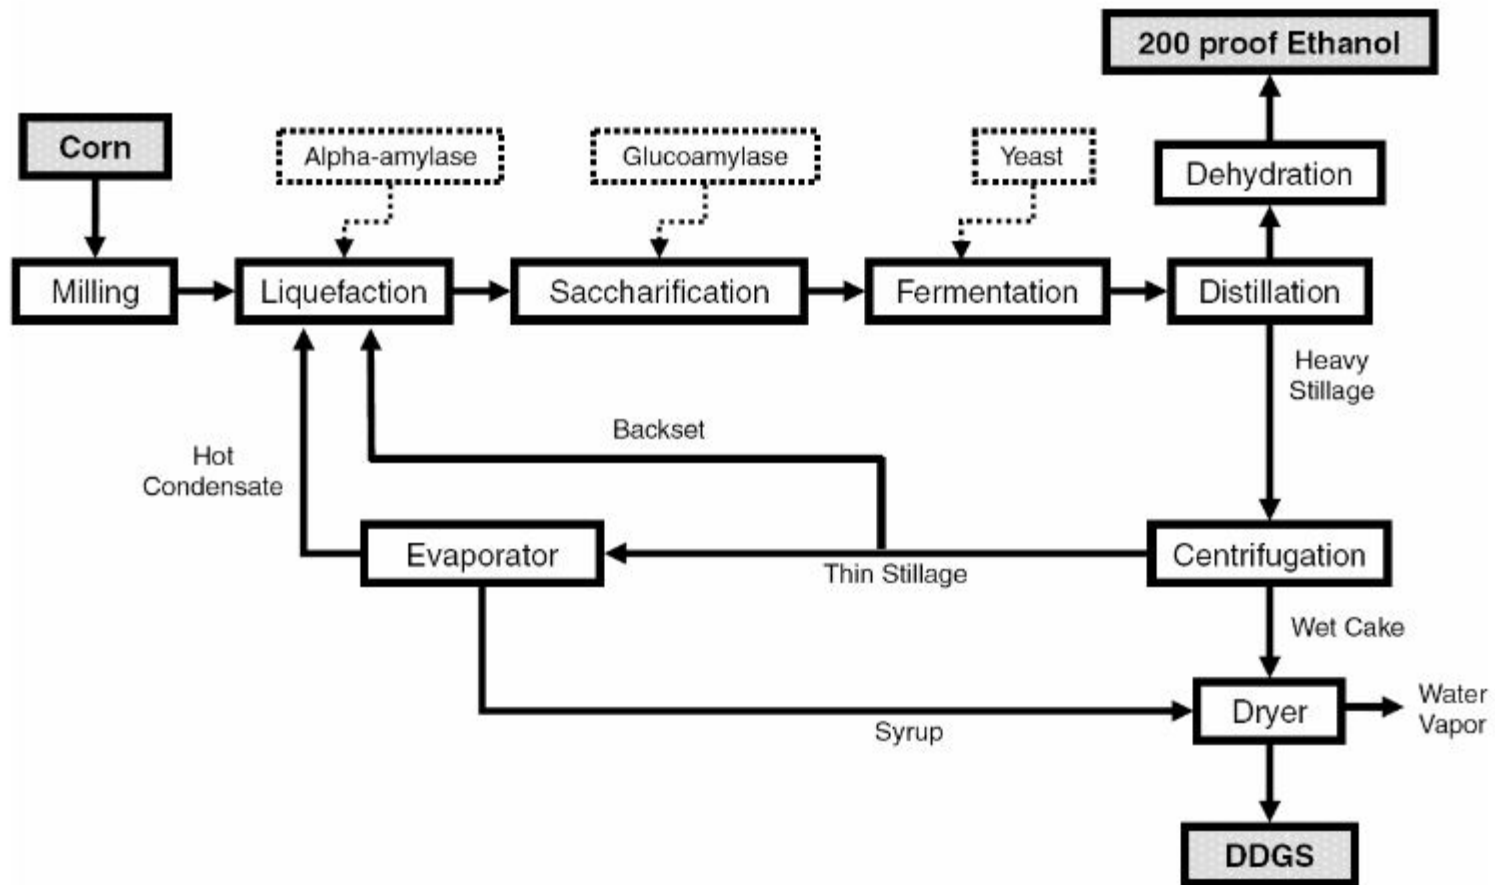 200 proof Ethanol
Corn
Alpha-amylase
Glucoamylase
Yeast
Dehydration
Milling
Liquefaction
Saccharification
Fermentation
Distillation
Heavy
Stillage
Backset
Hot
Condensate
Evaporator
Thin Stillage
Centrifugation
Wet Cake
Syrup
Dryer
Water
Vapor
DDGS